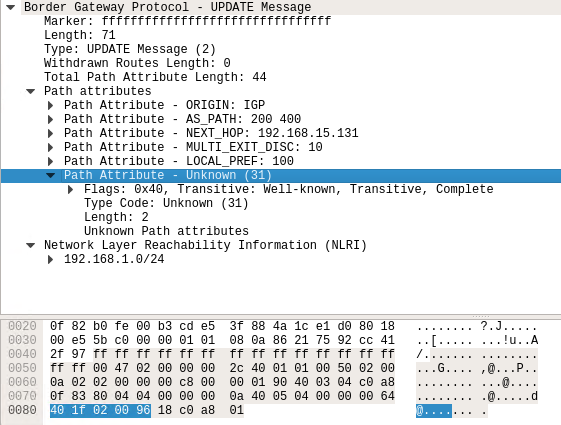 Border Gateway Protocol - UPDATE Message
Marker: ffffffffffffffffffffffffffffffff
Length: 71
Type: UPDATE Message (2)
Withdrawn Routes Length: 0
Total Path Attribute Length: 44
Path attributes
Path Attribute - ORIGIN: IGP
Path Attribute - AS_PATH: 200 400
Path Attribute - NEXT_HOP: 192.168.15.131
Path Attribute - MULTI_EXIT_DISC: 10
Path Attribute - LOCAL_PREF: 100
Path Attribute - Unknown (31)
Flags: 0x40, Transitive: Well-known, Transitive, Complete
Type Code: Unknown (31)
Length: 2
Unknown Path attributes
Network Layer Reachability Information (NLRI)
192.168.1.0/24
0020 0f 82 b0 fe 00 b3 cd e5 3f 88 4a 1c e1 d0 80 18 ........ ?.J.....
0030 00 e5 5b c0 00 00 01 01 08 0a 86 21 75 92 cc 41 ..[..... ...!u..A
0040 2f 97 ff ff ff ff ff ff ff ff ff ff ff ff ff ff /....... ........
0050 ff ff 00 47 02 00 00 00 2c 40 01 01 00 50 02 00 ...G.... ,@...P..
0060 0a 02 02 00 00 00 c8 00 00 01 90 40 03 04 c0 a8 ........ ...@....
0070 0f 83 80 04 04 00 00 00 0a 40 05 04 00 00 00 64 ........ .@.....d
0080 40 1f 02 00 96 18 c0 a8 01 @....... .